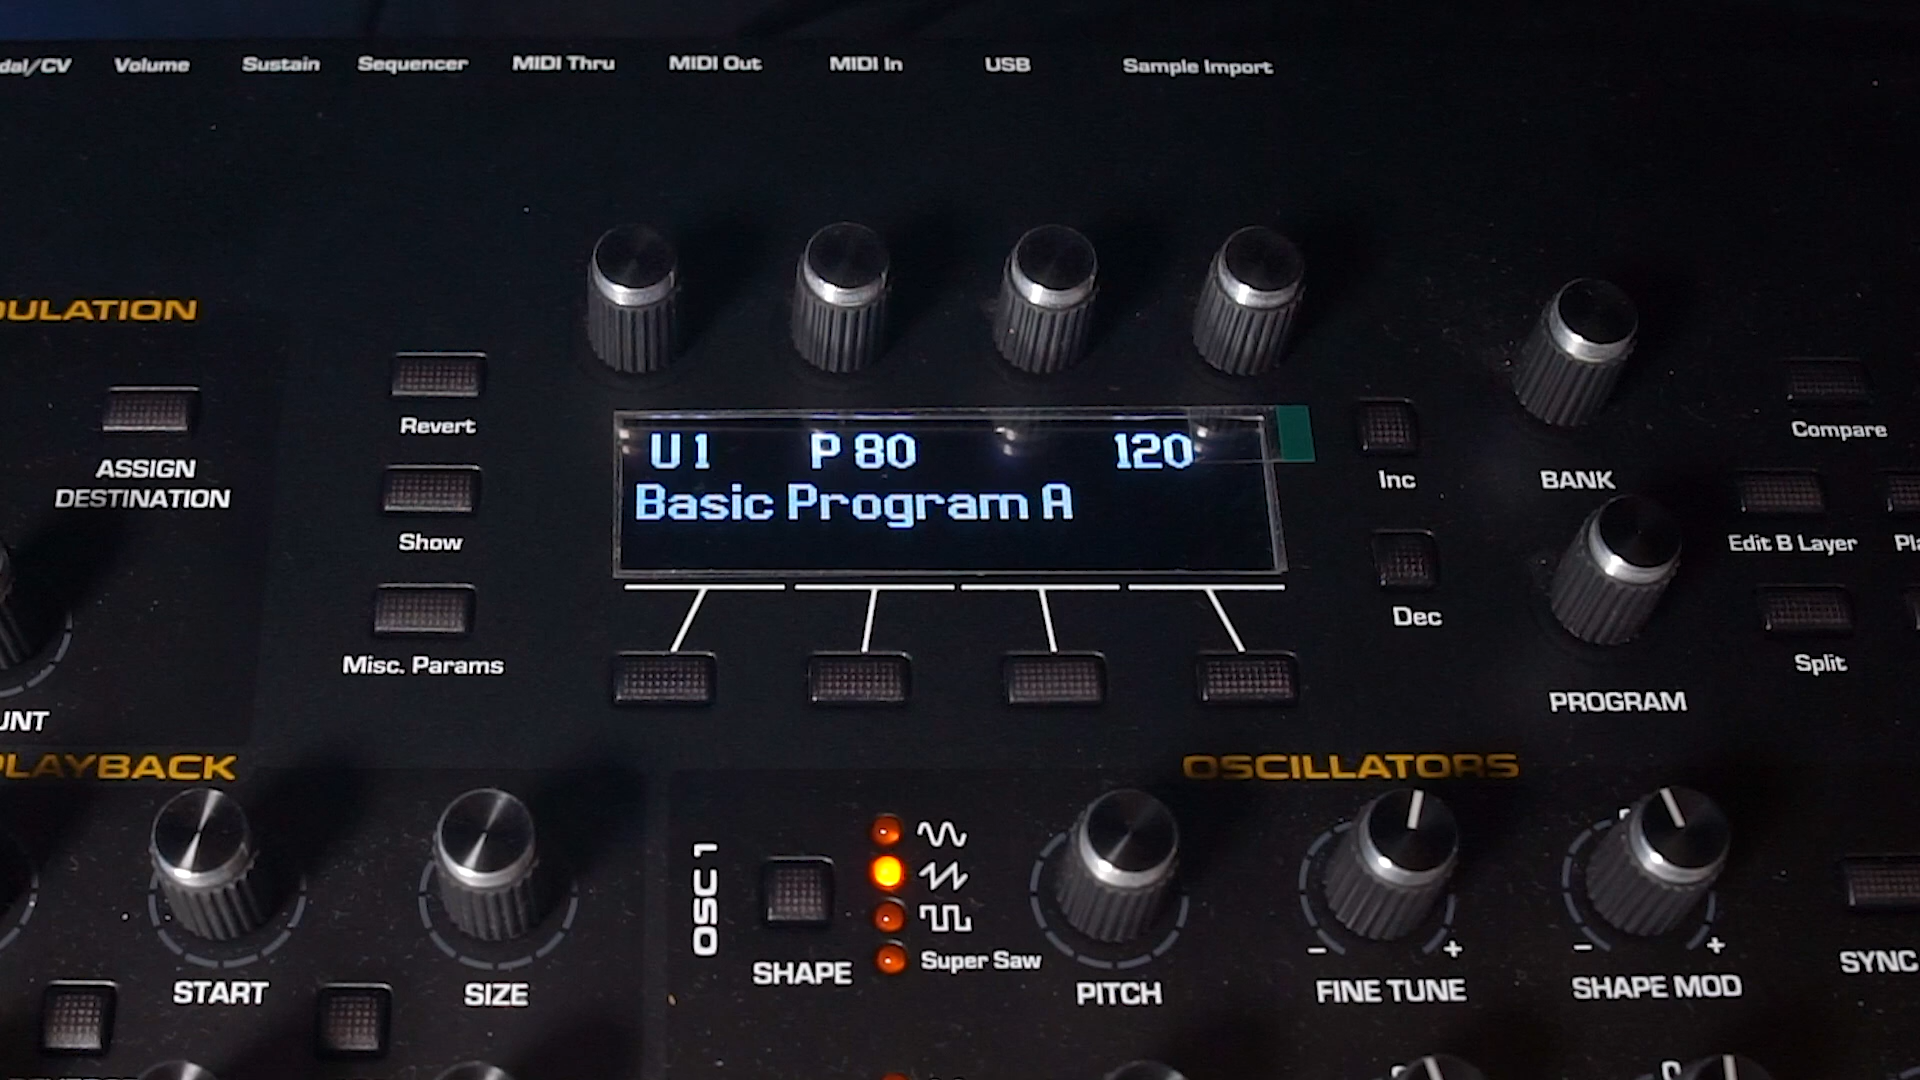 Volume Sustain Sequencer MIDI Thru MIDI Out MIDI In USB Sample Import
ASSIGN
DESTINATION
Revert
Show
Misc. Params
U 1 P 80 120
Basic Program A
Inc
Dec
BANK
PROGRAM
Compare
Edit B Layer
Split
START
SIZE
OSCILLATORS
OSC 1
SHAPE
Super Saw
PITCH
- +
FINE TUNE
- +
SHAPE MOD
SYNC